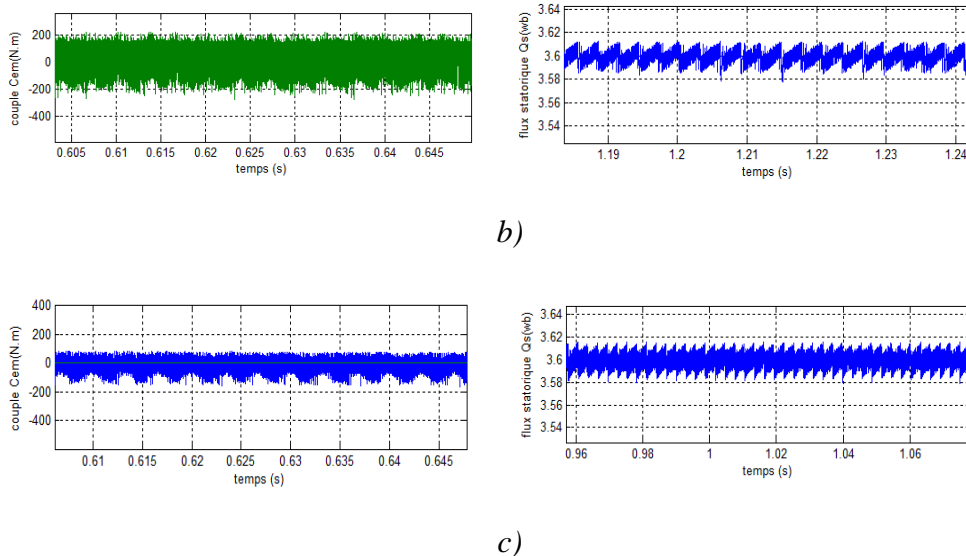 couple Cem(N.m)
200
0
-200
-400
0.605 0.61 0.615 0.62 0.625 0.63 0.635 0.64 0.645
temps (s)
flux statorique Qs(wb)
3.64
3.62
3.6
3.58
3.56
3.54
1.19 1.2 1.21 1.22 1.23 1.24
temps (s)
b)
couple Cem(N.m)
400
200
0
-200
-400
0.61 0.615 0.62 0.625 0.63 0.635 0.64 0.645
temps (s)
flux statorique Qs(wb)
3.64
3.62
3.6
3.58
3.56
3.54
0.96 0.98 1 1.02 1.04 1.06
temps (s)
c)